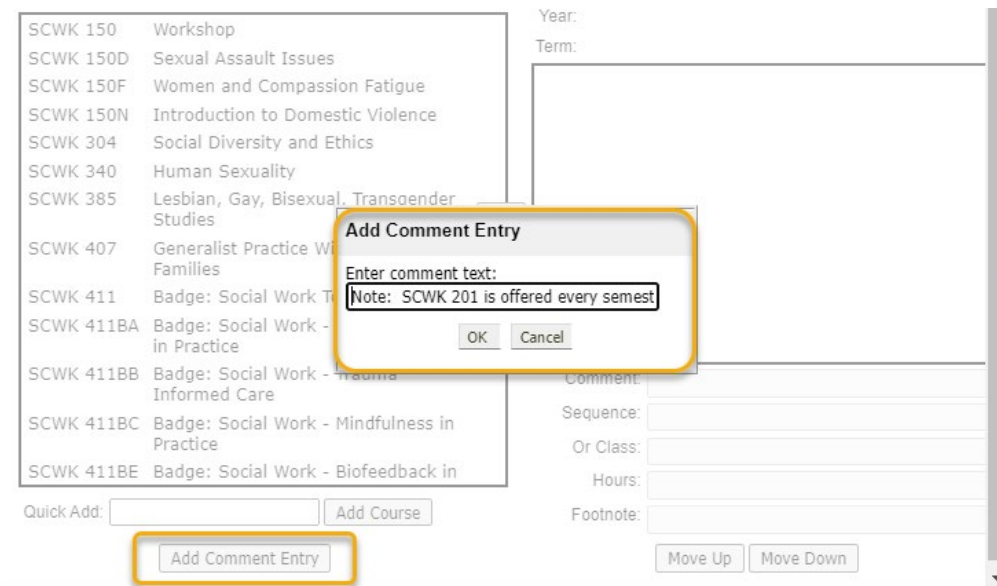 SCWK 150 Workshop
SCWK 150D Sexual Assault Issues
SCWK 150F Women and Compassion Fatigue
SCWK 150N Introduction to Domestic Violence
SCWK 304 Social Diversity and Ethics
SCWK 340 Human Sexuality
SCWK 385 Lesbian, Gay, Bisexual, Transgender
Studies
SCWK 407 Generalist Practice Wi
Families
SCWK 411 Badge: Social Work T
SCWK 411BA Badge: Social Work -
in Practice
SCWK 411BB Badge: Social Work - Trauma
Informed Care
SCWK 411BC Badge: Social Work - Mindfulness in
Practice
SCWK 411BE Badge: Social Work - Biofeedback in
Quick Add:
Add Course
Add Comment Entry
Year:
Term:
Add Comment Entry
Enter comment text:
Note: SCWK 201 is offered every semest
OK Cancel
Comment:
Sequence:
Or Class:
Hours:
Footnote:
Move Up Move Down